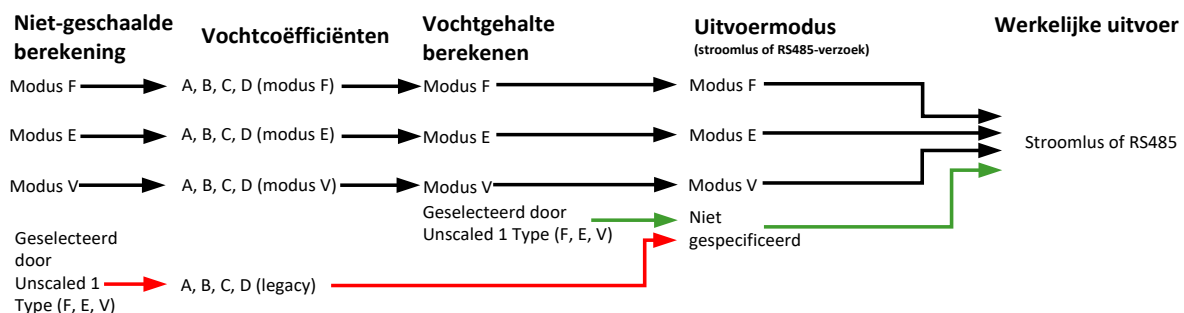 Niet-geschaalde
berekening
Vochtcoëfficiënten
Vochtgehalte
berekenen
Uitvoermodus
(stroomlus of RS485-verzoek)
Werkelijke uitvoer
Modus F
A, B, C, D (modus F)
Modus F
Modus F
Modus E
A, B, C, D (modus E)
Modus E
Modus E
Stroomlus of RS485
Modus V
A, B, C, D (modus V)
Modus V
Modus V
Geselecteerd door
Unscaled 1 Type (F, E, V)
Niet
gespecificeerd
Geselecteerd
door
Unscaled 1
Type (F, E, V)
A, B, C, D (legacy)